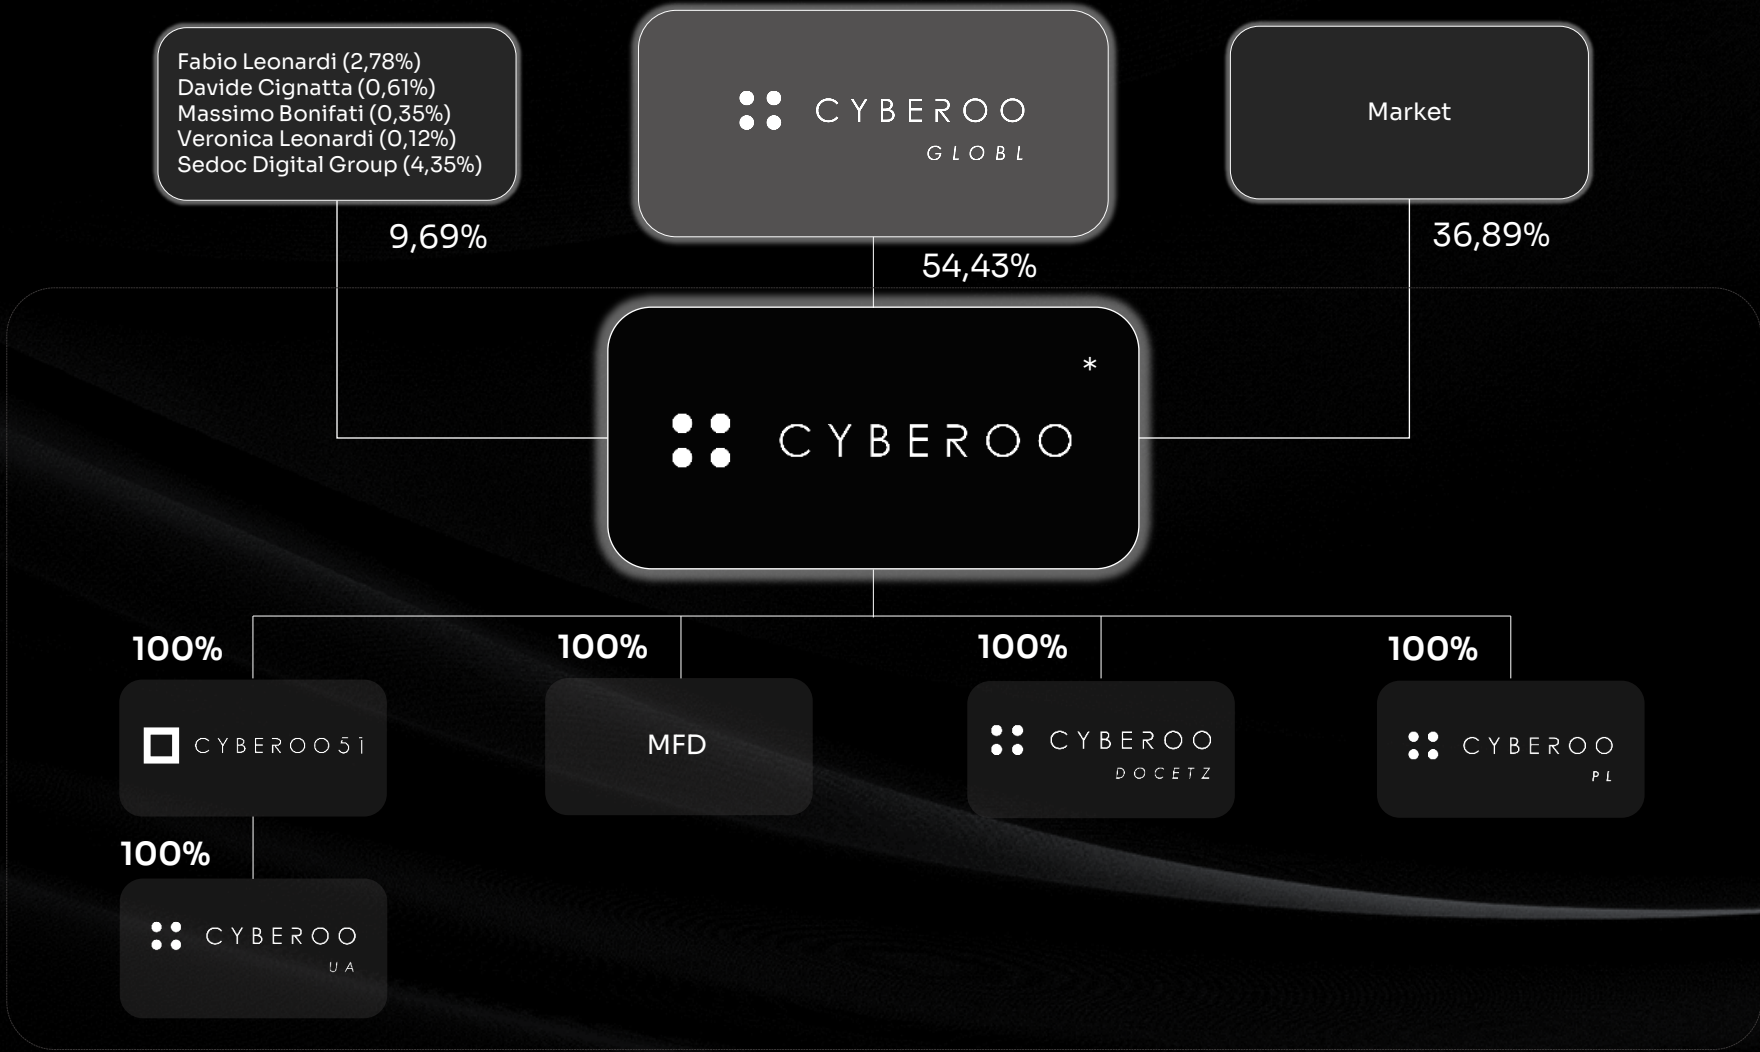 Fabio Leonardi (2,78%)
Davide Cignatta (0,61%)
Massimo Bonifati (0,35%)
Veronica Leonardi (0,12%)
Sedoc Digital Group (4,35%)
CYBEROO
GLOBL
Market
9,69%
54,43%
36,89%
*
CYBEROO
100%
100%
100%
100%
CYBEROO51
MFD
CYBEROO
DOCETZ
CYBEROO
PL
100%
CYBEROO
UA